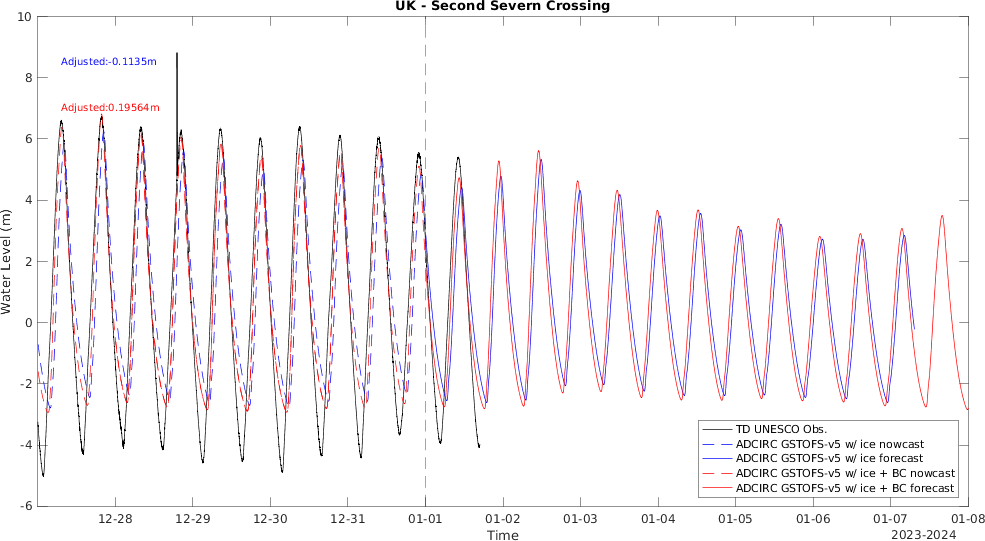 UK - Second Severn Crossing
10
8
6
4
2
0
-2
-4
-6
Water Level (m)
Adjusted:-0.1135m
Adjusted:0.19564m
TD UNESCO Obs.
ADCIRC GSTOFS-v5 w/ ice nowcast
ADCIRC GSTOFS-v5 w/ ice forecast
ADCIRC GSTOFS-v5 w/ ice + BC nowcast
ADCIRC GSTOFS-v5 w/ ice + BC forecast
12-28 12-29 12-30 12-31 01-01 01-02 01-03 01-04 01-05 01-06 01-07 01-08
Time
2023-2024